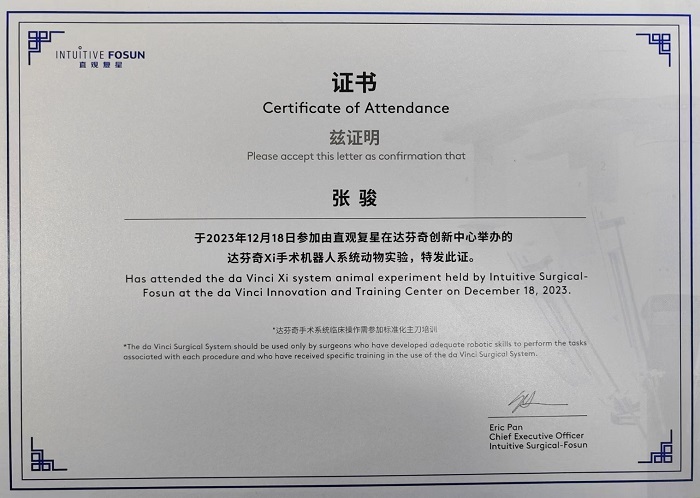 INTUITIVE FOSUN
直观复星
证书
Certificate of Attendance
兹证明
Please accept this letter as confirmation that
张 骏
于2023年12月18日参加由直观复星在达芬奇创新中心举办的
达芬奇Xi手术机器人系统动物实验，特发此证。
Has attended the da Vinci Xi system animal experiment held by Intuitive Surgical-
Fosun at the da Vinci Innovation and Training Center on December 18, 2023.
*达芬奇手术系统临床操作需参加标准化主刀培训
*The da Vinci Surgical System should be used only by surgeons who have developed adequate robotic skills to perform the tasks
associated with each procedure and who have received specific training in the use of the da Vinci Surgical System.
Eric Pan
Chief Executive Officer
Intuitive Surgical-Fosun